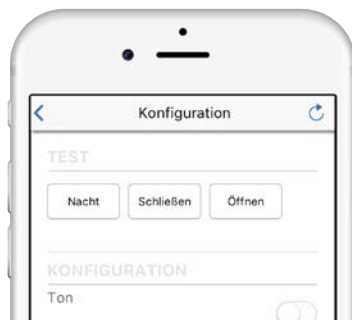 Konfiguration
TEST
Nacht Schließen Öffnen
KONFIGURATION
Ton